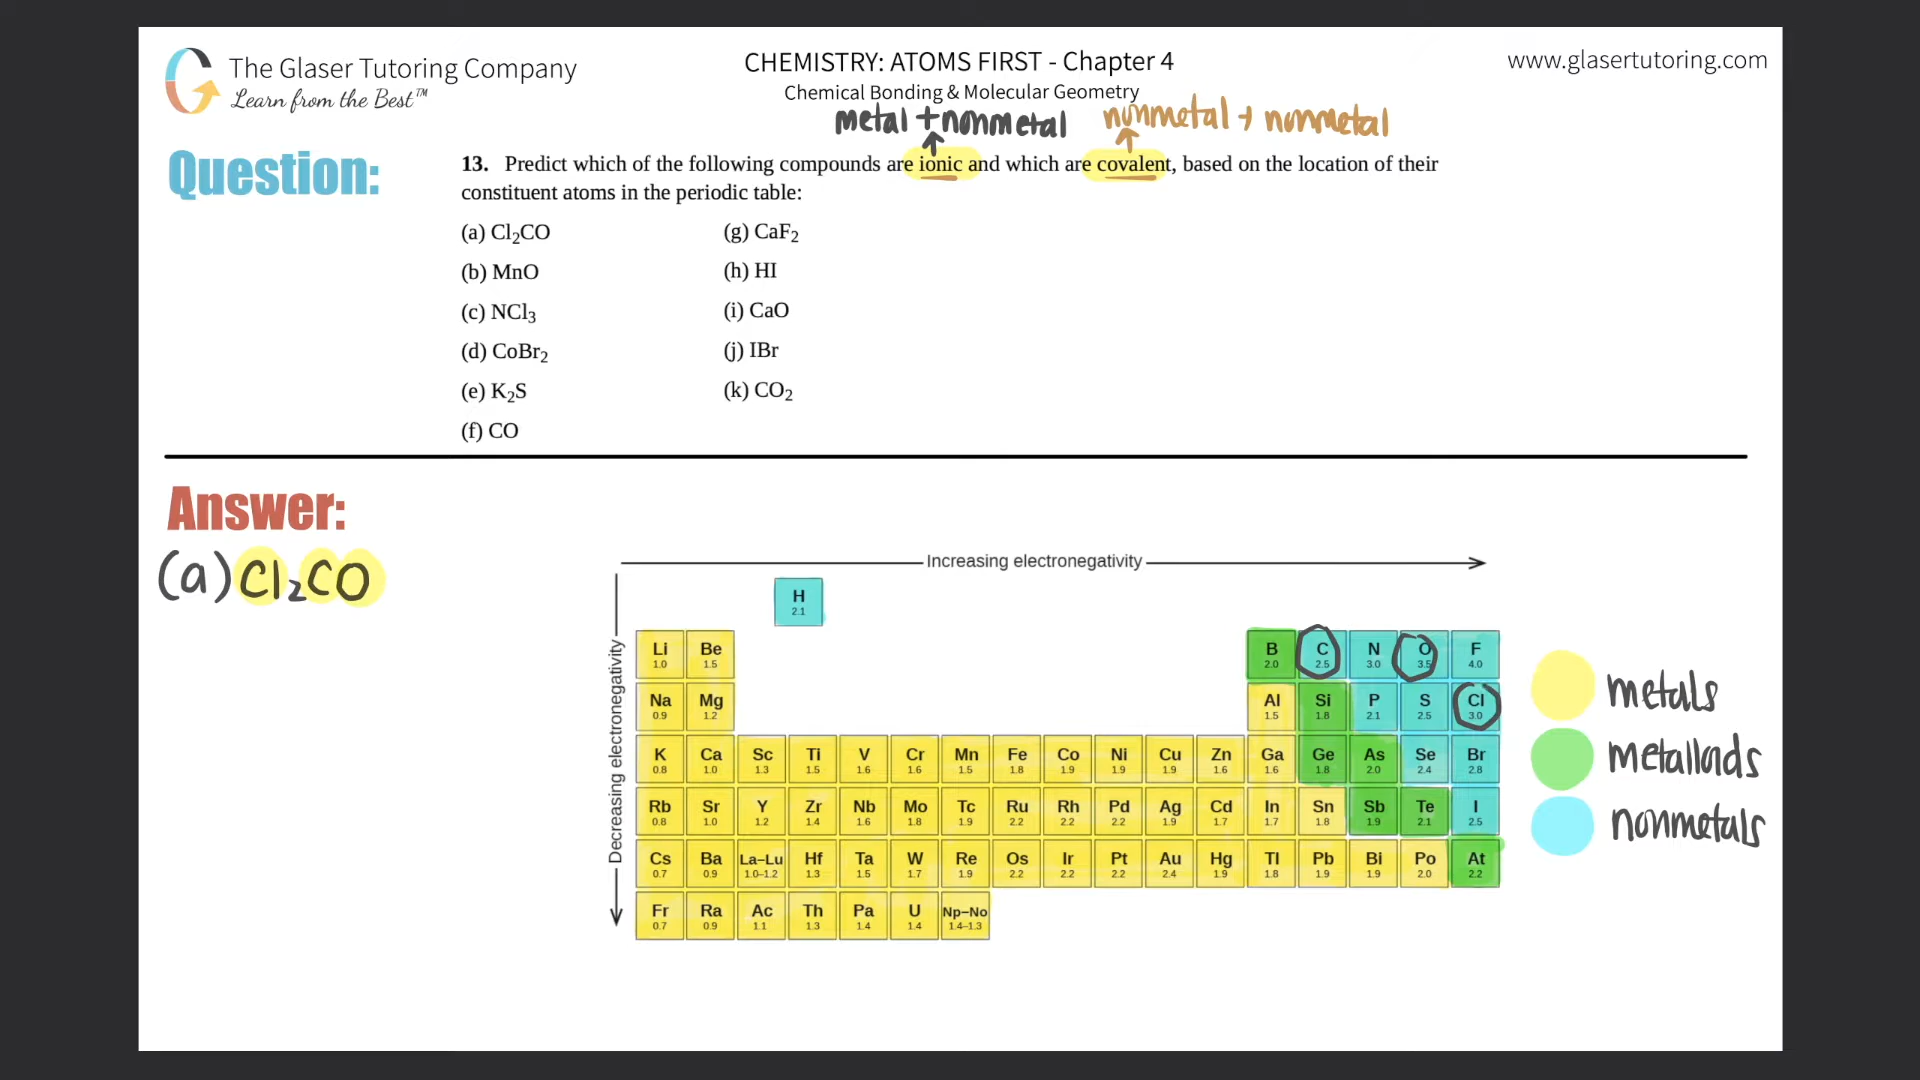 The Glaser Tutoring Company
Learn from the Best™
CHEMISTRY: ATOMS FIRST - Chapter 4
Chemical Bonding & Molecular Geometry
www.glasertutoring.com
metal + nonmetal
nonmetal + nonmetal
Question:
13. Predict which of the following compounds are ionic and which are covalent, based on the location of their
constituent atoms in the periodic table:
(a) Cl₂CO
(b) MnO
(c) NCl₃
(d) CoBr₂
(e) K₂S
(f) CO
(g) CaF₂
(h) HI
(i) CaO
(j) IBr
(k) CO₂
Answer:
(a) Cl₂CO
Increasing electronegativity
Decreasing electronegativity
H
2.1
Li Be B C N O F
1.0 1.5 2.0 2.5 3.0 3.5 4.0
Na Mg Al Si P S Cl
0.9 1.2 1.5 1.8 2.1 2.5 3.0
K Ca Sc Ti V Cr Mn Fe Co Ni Cu Zn Ga Ge As Se Br
0.8 1.0 1.3 1.5 1.6 1.6 1.5 1.8 1.9 1.9 1.9 1.6 1.6 1.8 2.0 2.4 2.8
Rb Sr Y Zr Nb Mo Tc Ru Rh Pd Ag Cd In Sn Sb Te I
0.8 1.0 1.2 1.4 1.6 1.8 1.9 2.2 2.2 2.2 1.9 1.7 1.7 1.8 1.9 2.1 2.5
Cs Ba La–Lu Hf Ta W Re Os Ir Pt Au Hg Tl Pb Bi Po At
0.7 0.9 1.0–1.2 1.3 1.5 1.7 1.9 2.2 2.2 2.2 2.4 1.9 1.8 1.9 1.9 2.0 2.2
Fr Ra Ac Th Pa U Np–No
0.7 0.9 1.1 1.3 1.4 1.4 1.4–1.3
metals
metalloids
nonmetals